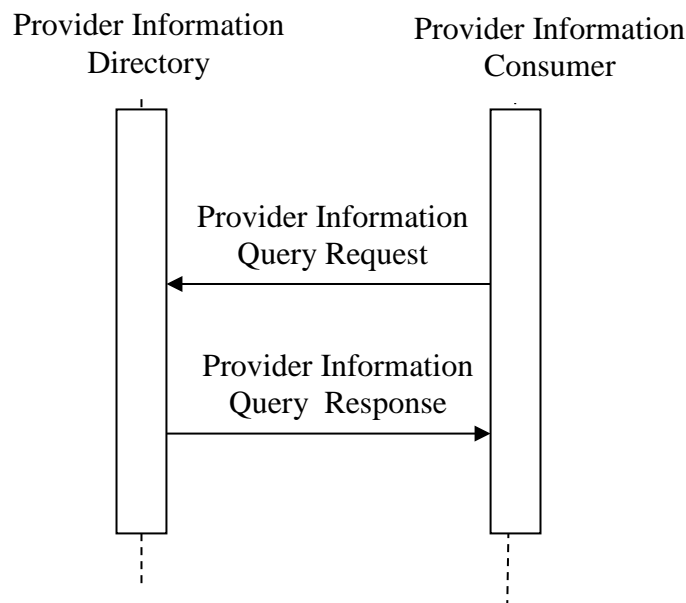 Provider Information
Directory
Provider Information
Consumer
Provider Information
Query Request
Provider Information
Query Response